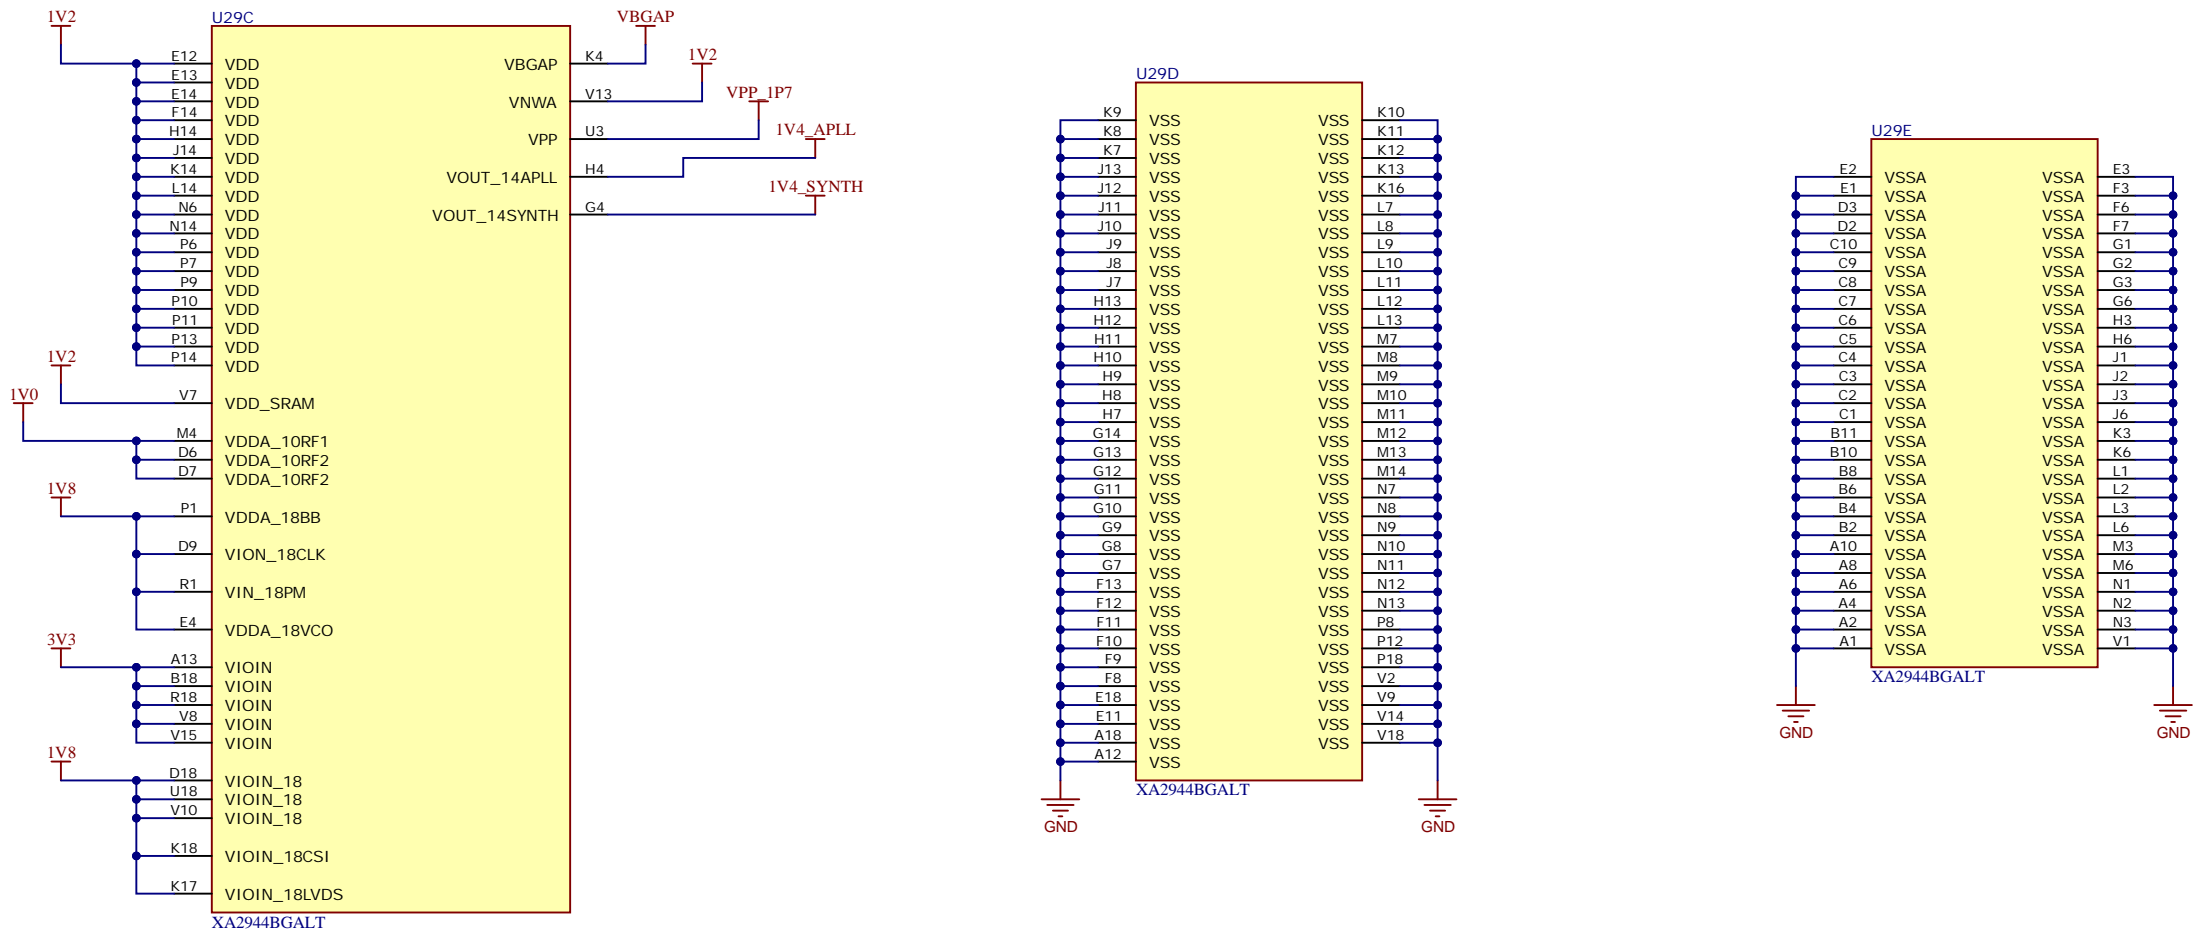 1V2
U29C
VBGAP
E12 VDD VBGAP K4
1V2
E13 VDD
E14 VDD VNWA V13
VPP_1P7
F14 VDD
H14 VDD VPP U3
1V4_APLL
J14 VDD
K14 VDD VOUT_14APLL H4
1V4_SYNTH
L14 VDD
N6 VDD VOUT_14SYNTH G4
N14 VDD
P6 VDD
P7 VDD
P9 VDD
P10 VDD
P11 VDD
P13 VDD
1V2
P14 VDD
V7 VDD_SRAM
1V0
M4 VDDA_10RF1
D6 VDDA_10RF2
D7 VDDA_10RF2
1V8
P1 VDDA_18BB
D9 VION_18CLK
R1 VIN_18PM
E4 VDDA_18VCO
3V3
A13 VIOIN
B18 VIOIN
R18 VIOIN
V8 VIOIN
V15 VIOIN
1V8
D18 VIOIN_18
U18 VIOIN_18
V10 VIOIN_18
K18 VIOIN_18CSI
K17 VIOIN_18LVDS
XA2944BGALT
U29D
K9 VSS VSS K10
K8 VSS VSS K11
K7 VSS VSS K12
J13 VSS VSS K13
J12 VSS VSS K16
J11 VSS VSS L7
J10 VSS VSS L8
J9 VSS VSS L9
J8 VSS VSS L10
J7 VSS VSS L11
H13 VSS VSS L12
H12 VSS VSS L13
H11 VSS VSS M7
H10 VSS VSS M8
H9 VSS VSS M9
H8 VSS VSS M10
H7 VSS VSS M11
G14 VSS VSS M12
G13 VSS VSS M13
G12 VSS VSS M14
G11 VSS VSS N7
G10 VSS VSS N8
G9 VSS VSS N9
G8 VSS VSS N10
G7 VSS VSS N11
F13 VSS VSS N12
F12 VSS VSS N13
F11 VSS VSS P8
F10 VSS VSS P12
F9 VSS VSS P18
F8 VSS VSS V2
E18 VSS VSS V9
E11 VSS VSS V14
A18 VSS VSS V18
A12 VSS
XA2944BGALT
GND GND
U29E
E2 VSSA VSSA E3
E1 VSSA VSSA F3
D3 VSSA VSSA F6
D2 VSSA VSSA F7
C10 VSSA VSSA G1
C9 VSSA VSSA G2
C8 VSSA VSSA G3
C7 VSSA VSSA G6
C6 VSSA VSSA H3
C5 VSSA VSSA H6
C4 VSSA VSSA J1
C3 VSSA VSSA J2
C2 VSSA VSSA J3
C1 VSSA VSSA J6
B11 VSSA VSSA K3
B10 VSSA VSSA K6
B8 VSSA VSSA L1
B6 VSSA VSSA L2
B4 VSSA VSSA L3
B2 VSSA VSSA L6
A10 VSSA VSSA M3
A8 VSSA VSSA M6
A6 VSSA VSSA N1
A4 VSSA VSSA N2
A2 VSSA VSSA N3
A1 VSSA VSSA V1
XA2944BGALT
GND GND